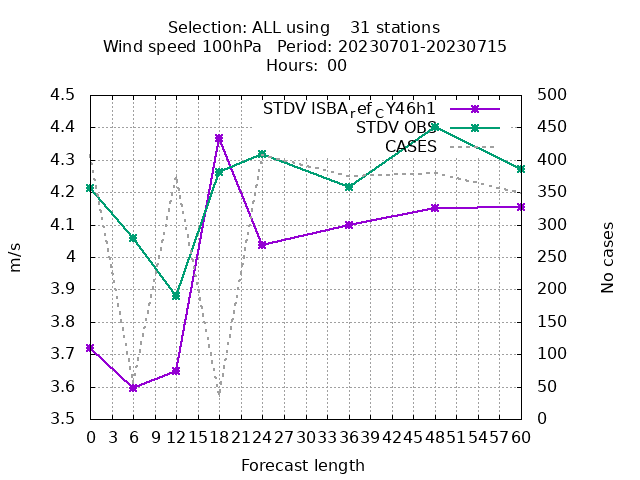 Selection: ALL using    31 stations
Wind speed 100hPa   Period: 20230701-20230715
Hours:  00
4.5
4.4
4.3
4.2
4.1
4
3.9
3.8
3.7
3.6
3.5
m/s
STDV ISBA_ref_CY46h1
STDV OBS
CASES
500
450
400
350
300
250
200
150
100
50
0
No cases
0 3 6 9 12 15 18 21 24 27 30 33 36 39 42 45 48 51 54 57 60
Forecast length